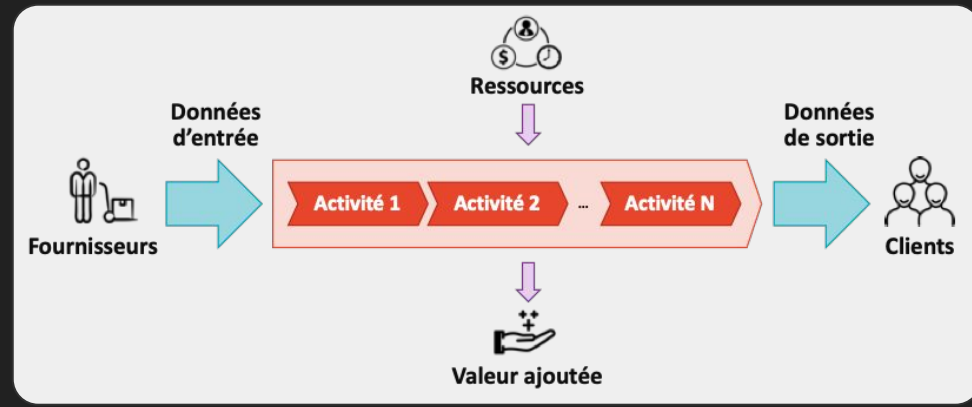 Ressources
Données
d’entrée
Données
de sortie
Activité 1
Activité 2
...
Activité N
Fournisseurs
Clients
Valeur ajoutée